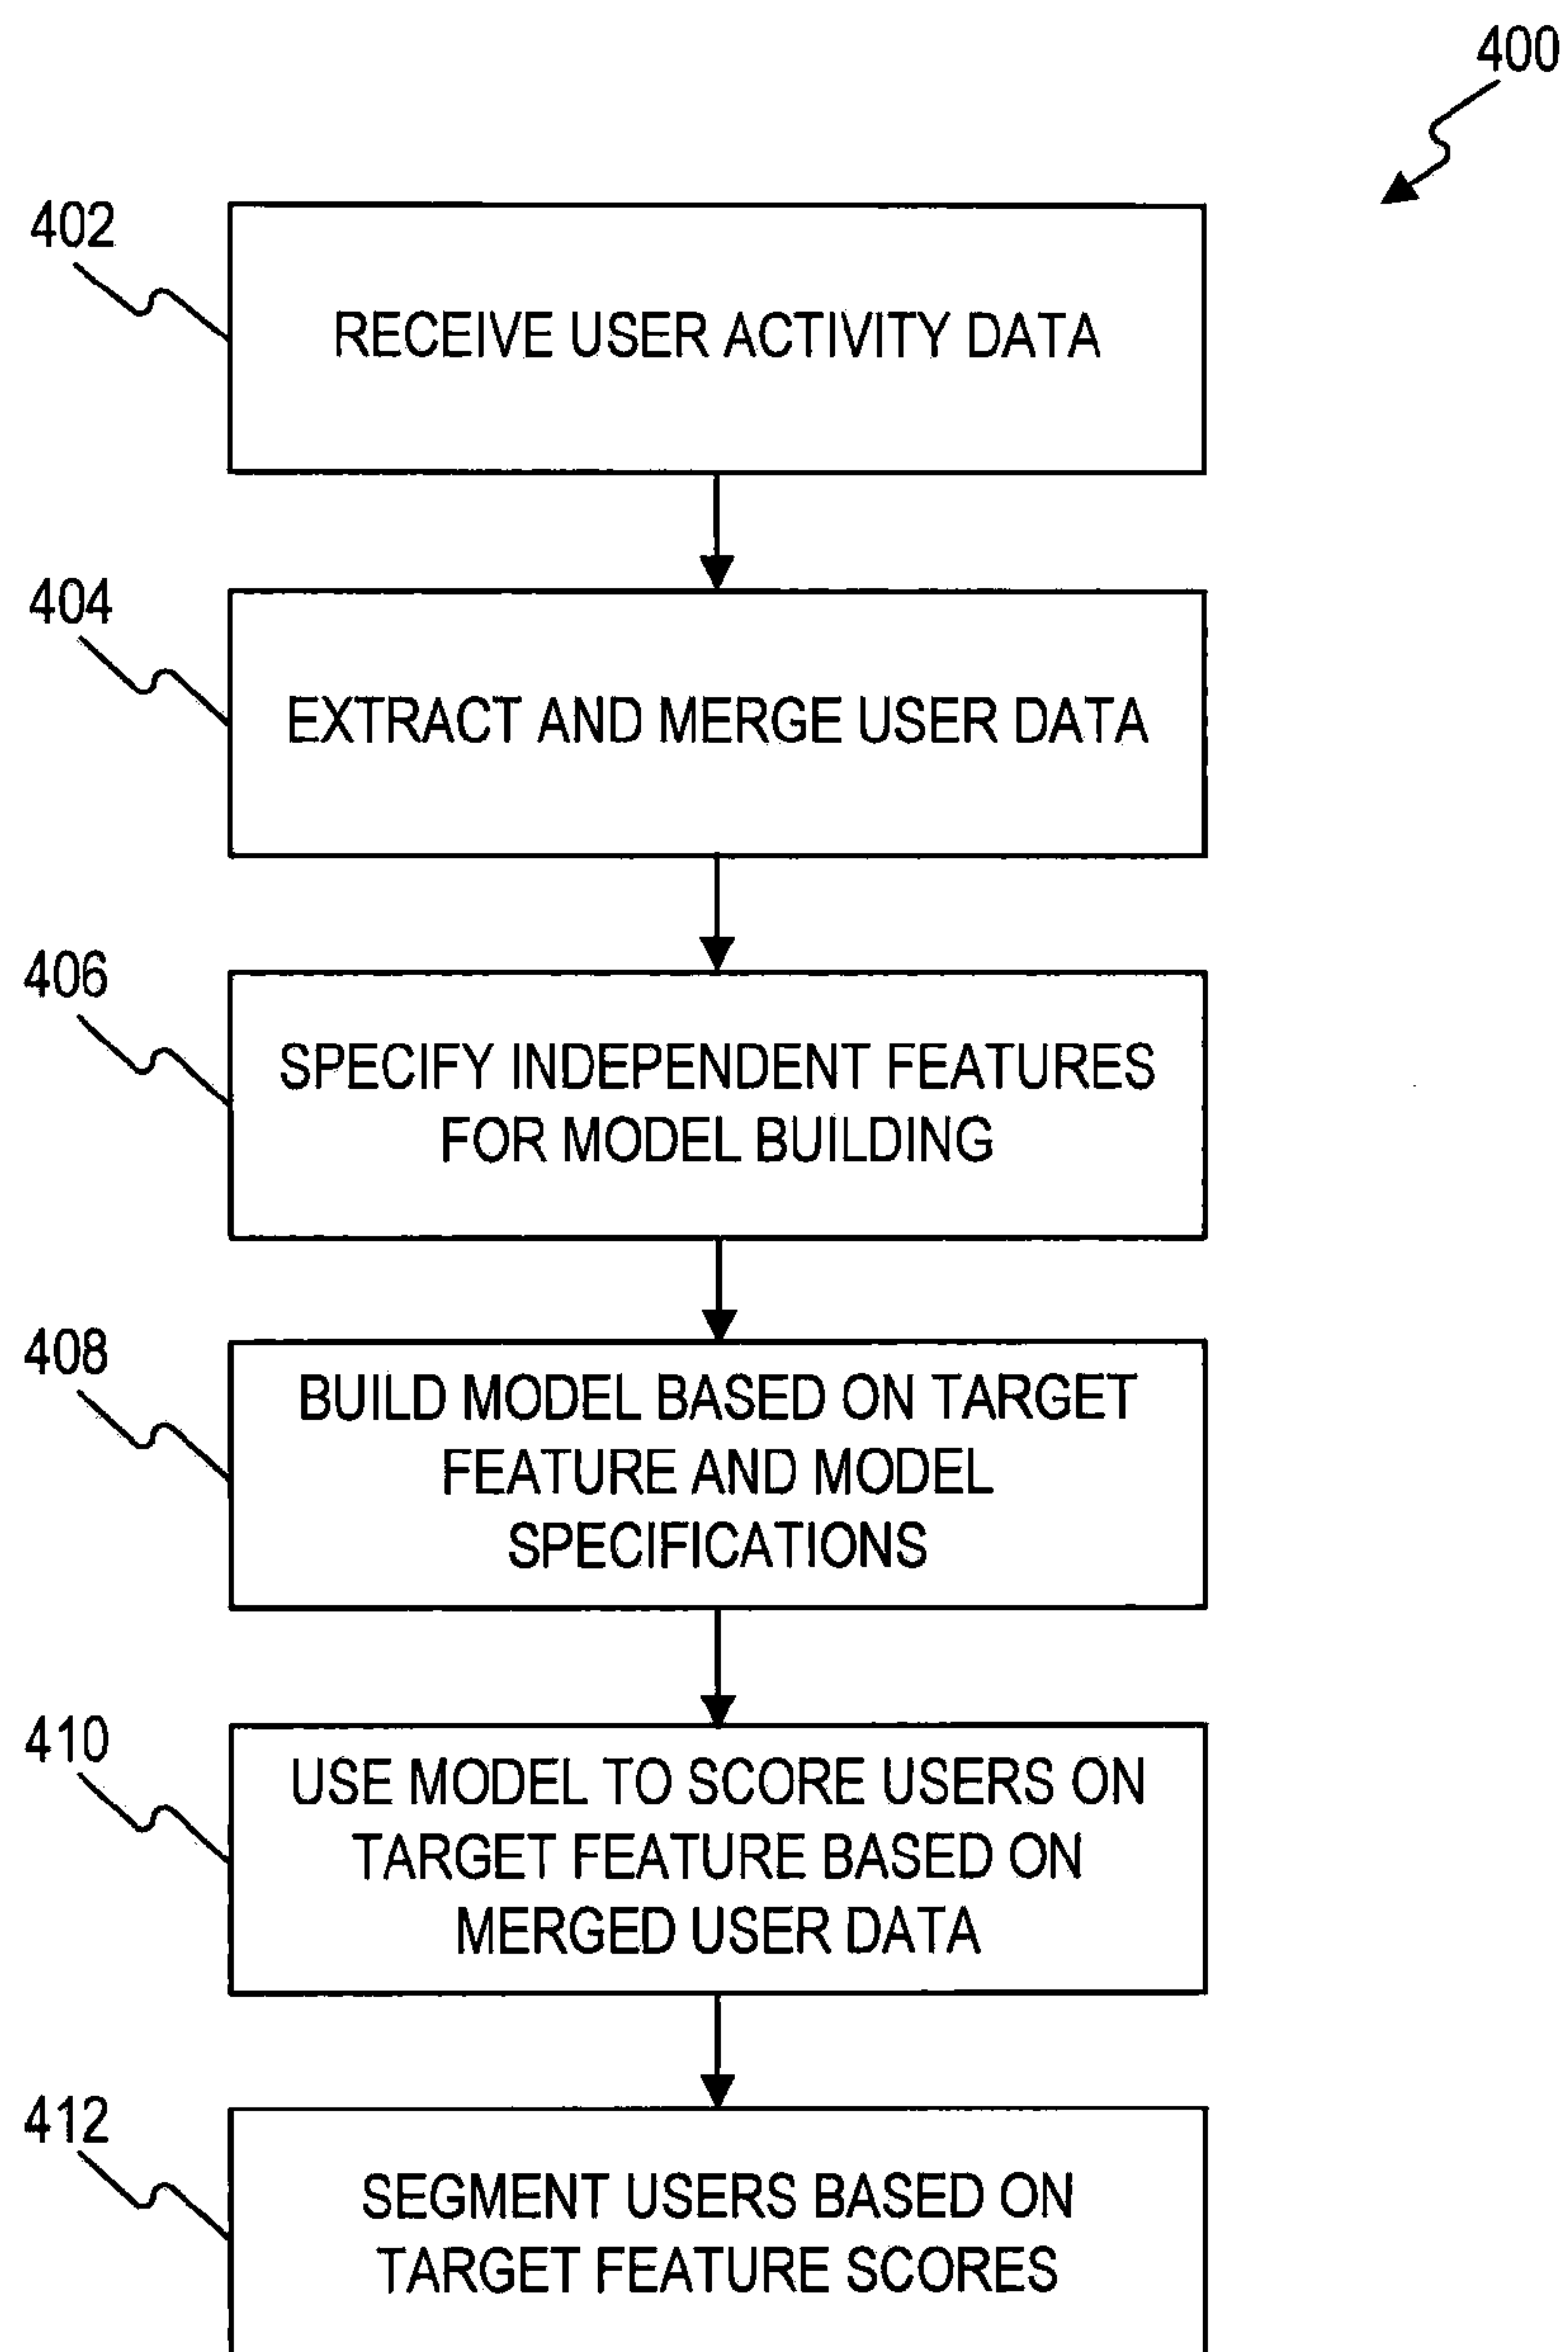 400
402
RECEIVE USER ACTIVITY DATA
404
EXTRACT AND MERGE USER DATA
406
SPECIFY INDEPENDENT FEATURES
FOR MODEL BUILDING
408
BUILD MODEL BASED ON TARGET
FEATURE AND MODEL
SPECIFICATIONS
410
USE MODEL TO SCORE USERS ON
TARGET FEATURE BASED ON
MERGED USER DATA
412
SEGMENT USERS BASED ON
TARGET FEATURE SCORES